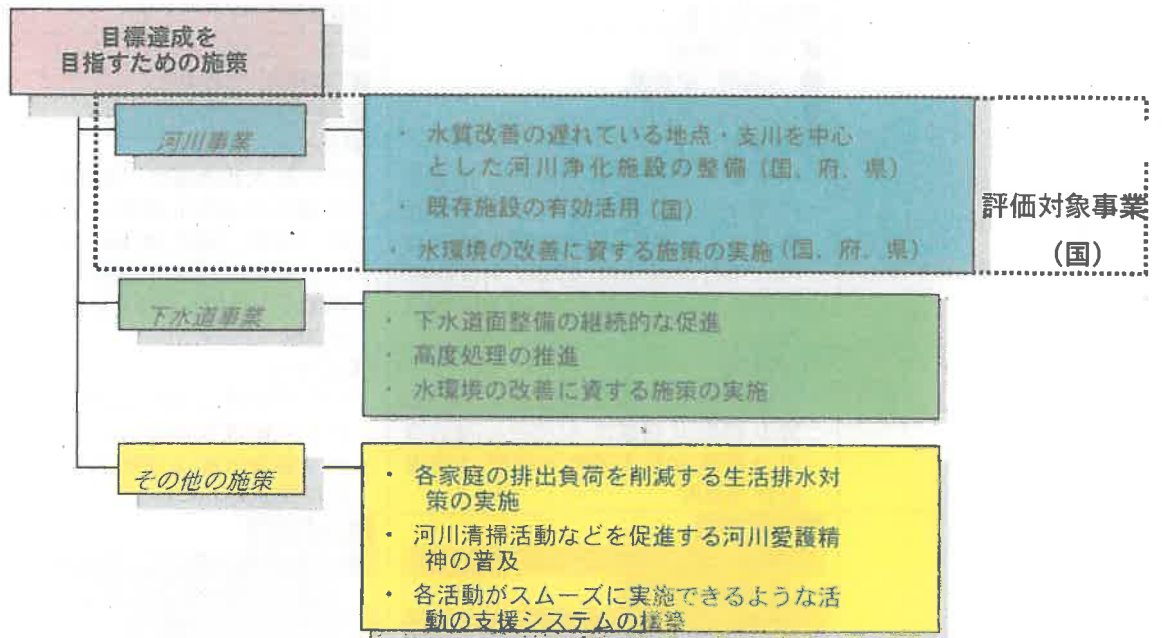 目標達成を
目指すための施策
河川事業
・ 水質改善の遅れている地点・支川を中心
とした河川浄化施設の整備(国、府、県)
・ 既存施設の有効活用(国)
・ 水環境の改善に資する施策の実施(国、府、県)
評価対象事業
(国)
下水道事業
・ 下水道面整備の継続的な促進
・ 高度処理の推進
・ 水環境の改善に資する施策の実施
その他の施策
・ 各家庭の排出負荷を削減する生活排水対
策の実施
・ 河川清掃活動などを促進する河川愛護精
神の普及
・ 各活動がスムーズに実施できるような活
動の支援システムの構築